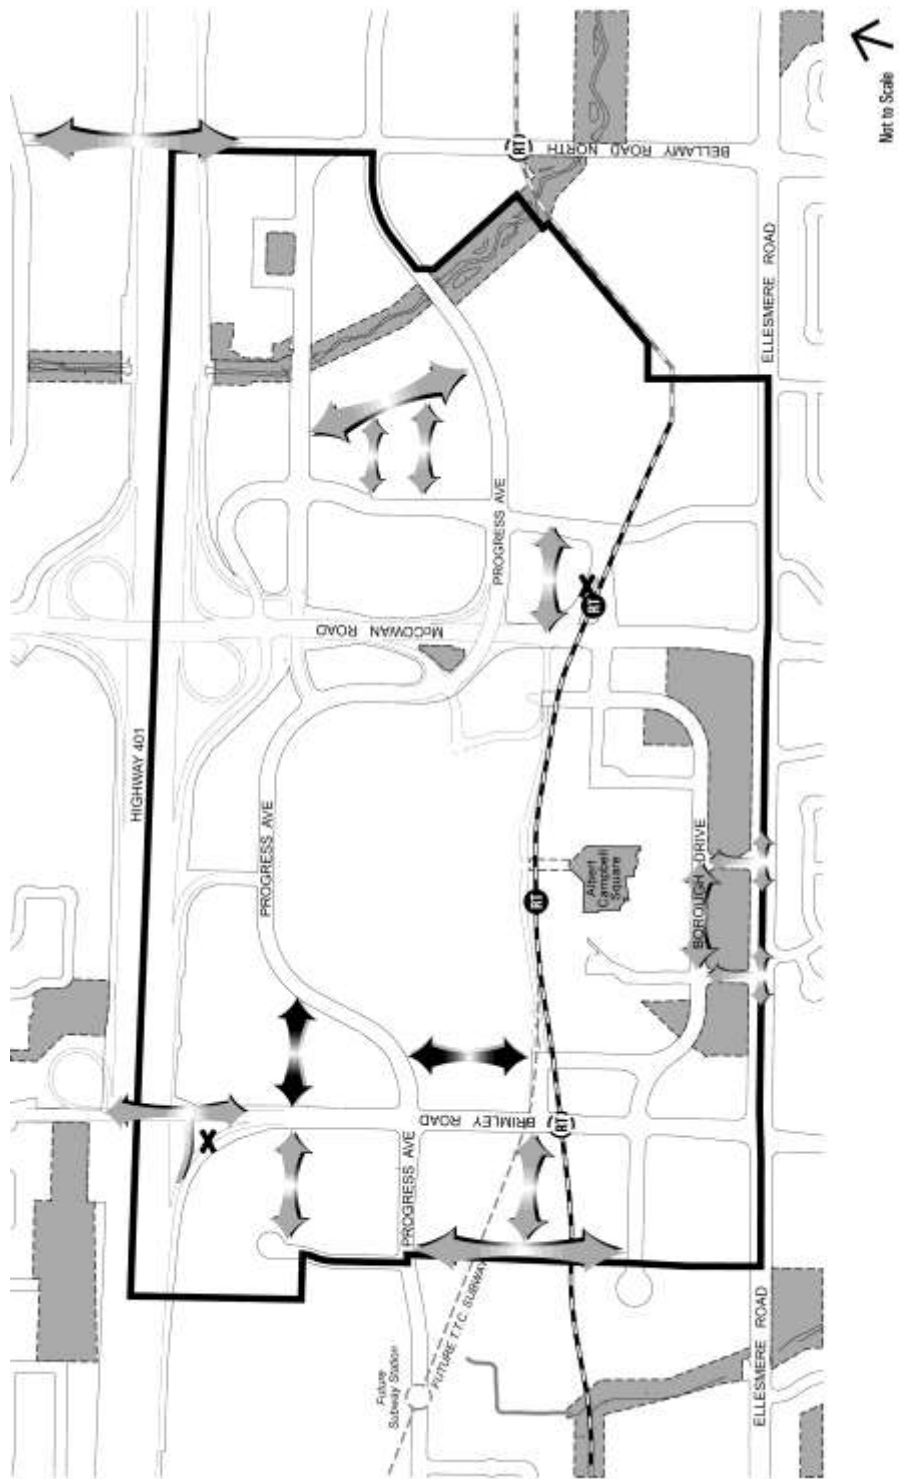 Not to Scale
RT
BELLAMY ROAD NORTH
ELLESMERE ROAD
PROGRESS AVE
RT
McCOWAN ROAD
HIGHWAY 401
PROGRESS AVE
BOROUGH DRIVE
Albert
Campbell
Square
RT
BRIMLEY ROAD
RT
PROGRESS AVE
FUTURE T.T.C. SUBWAY
Future
Subway Station
ELLESMERE ROAD